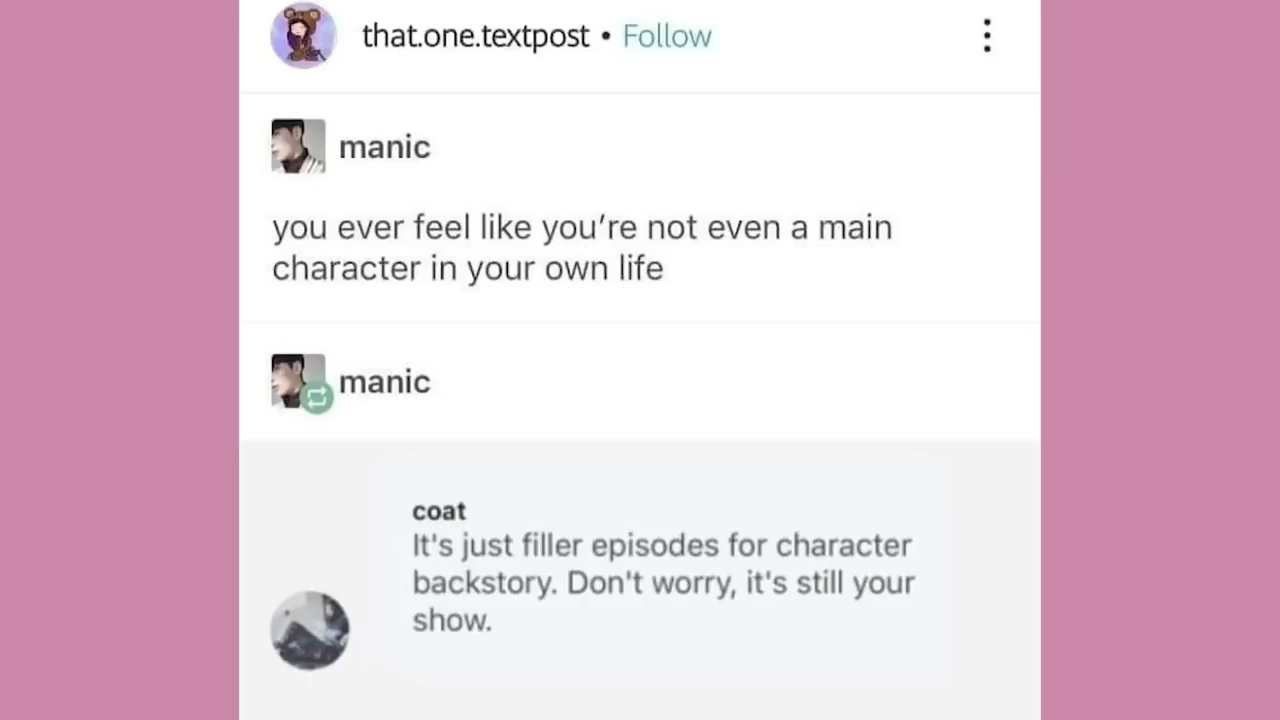 that.one.textpost • Follow
manic
you ever feel like you’re not even a main
character in your own life
manic
coat
It's just filler episodes for character
backstory. Don't worry, it's still your
show.